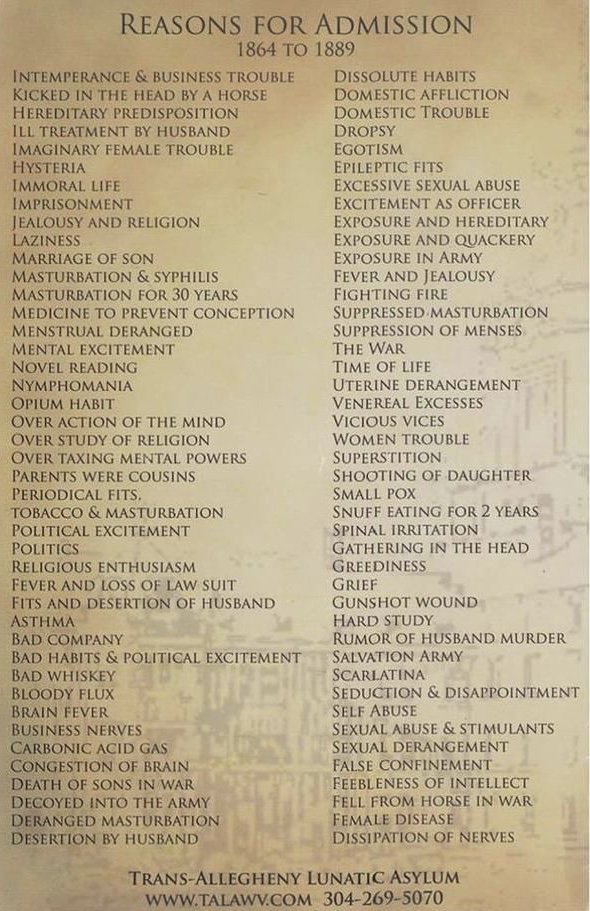 REASONS FOR ADMISSION
1864 TO 1889
INTEMPERANCE & BUSINESS TROUBLE
KICKED IN THE HEAD BY A HORSE
HEREDITARY PREDISPOSITION
ILL TREATMENT BY HUSBAND
IMAGINARY FEMALE TROUBLE
HYSTERIA
IMMORAL LIFE
IMPRISONMENT
JEALOUSY AND RELIGION
LAZINESS
MARRIAGE OF SON
MASTURBATION & SYPHILIS
MASTURBATION FOR 30 YEARS
MEDICINE TO PREVENT CONCEPTION
MENSTRUAL DERANGED
MENTAL EXCITEMENT
NOVEL READING
NYMPHOMANIA
OPIUM HABIT
OVER ACTION OF THE MIND
OVER STUDY OF RELIGION
OVER TAXING MENTAL POWERS
PARENTS WERE COUSINS
PERIODICAL FITS.
TOBACCO & MASTURBATION
POLITICAL EXCITEMENT
POLITICS
RELIGIOUS ENTHUSIASM
FEVER AND LOSS OF LAW SUIT
FITS AND DESERTION OF HUSBAND
ASTHMA
BAD COMPANY
BAD HABITS & POLITICAL EXCITEMENT
BAD WHISKEY
BLOODY FLUX
BRAIN FEVER
BUSINESS NERVES
CARBONIC ACID GAS
CONGESTION OF BRAIN
DEATH OF SONS IN WAR
DECOYED INTO THE ARMY
DERANGED MASTURBATION
DESERTION BY HUSBAND
DISSOLUTE HABITS
DOMESTIC AFFLICTION
DOMESTIC TROUBLE
DROPSY
EGOTISM
EPILEPTIC FITS
EXCESSIVE SEXUAL ABUSE
EXCITEMENT AS OFFICER
EXPOSURE AND HEREDITARY
EXPOSURE AND QUACKERY
EXPOSURE IN ARMY
FEVER AND JEALOUSY
FIGHTING FIRE
SUPPRESSED MASTURBATION
SUPPRESSION OF MENSES
THE WAR
TIME OF LIFE
UTERINE DERANGEMENT
VENEREAL EXCESSES
VICIOUS VICES
WOMEN TROUBLE
SUPERSTITION
SHOOTING OF DAUGHTER
SMALL POX
SNUFF EATING FOR 2 YEARS
SPINAL IRRITATION
GATHERING IN THE HEAD
GREEDINESS
GRIEF
GUNSHOT WOUND
HARD STUDY
RUMOR OF HUSBAND MURDER
SALVATION ARMY
SCARLATINA
SEDUCTION & DISAPPOINTMENT
SELF ABUSE
SEXUAL ABUSE & STIMULANTS
SEXUAL DERANGEMENT
FALSE CONFINEMENT
FEEBLENESS OF INTELLECT
FELL FROM HORSE IN WAR
FEMALE DISEASE
DISSIPATION OF NERVES
TRANS-ALLEGHENY LUNATIC ASYLUM
WWW.TALAWV.COM 304-269-5070